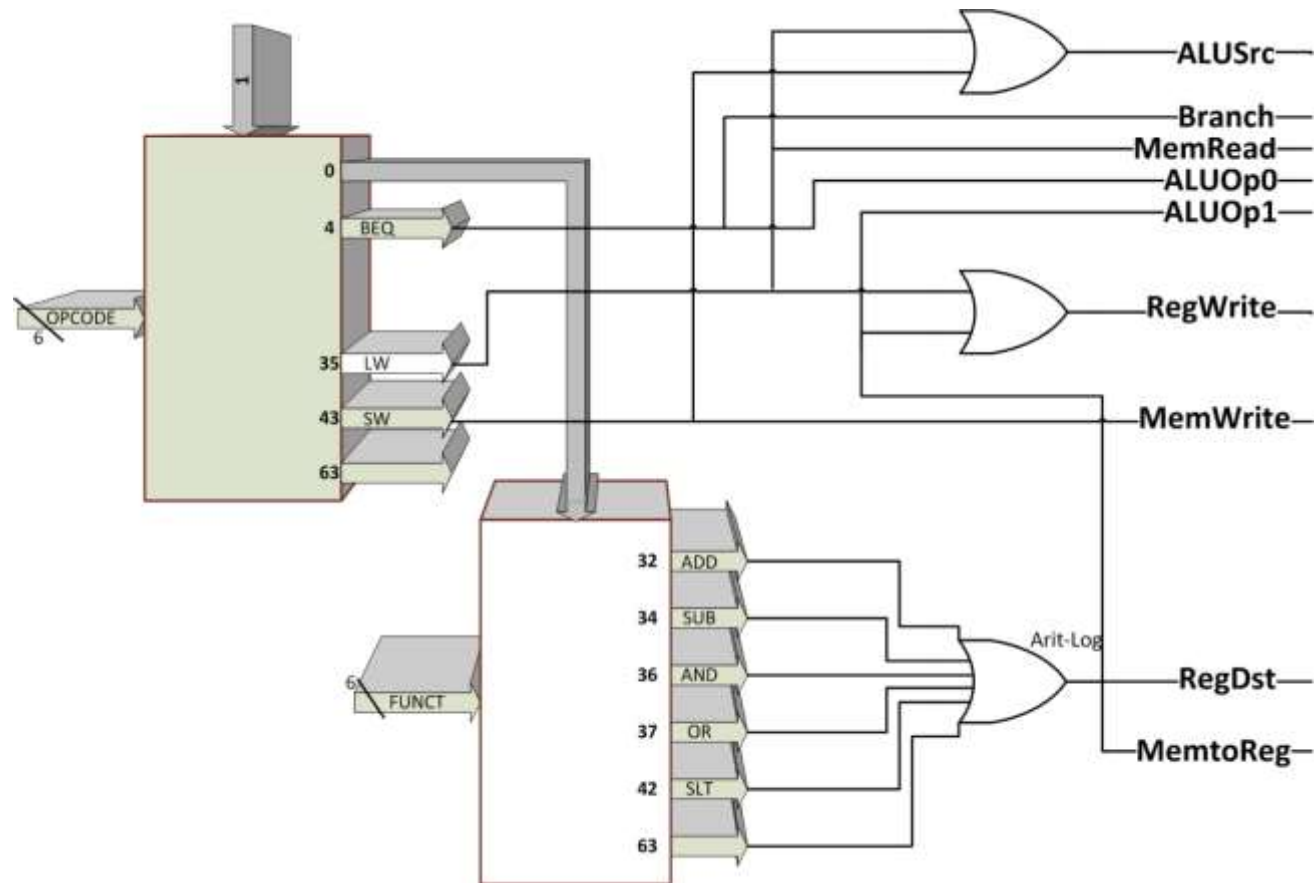 1
ALUSrc
Branch
MemRead
ALUOp0
ALUOp1
0
4 BEQ
OPCODE
6
RegWrite
35 LW
43 SW
MemWrite
63
32 ADD
34 SUB
Arit-Log
36 AND
RegDst
6
FUNCT
37 OR
MemtoReg
42 SLT
63